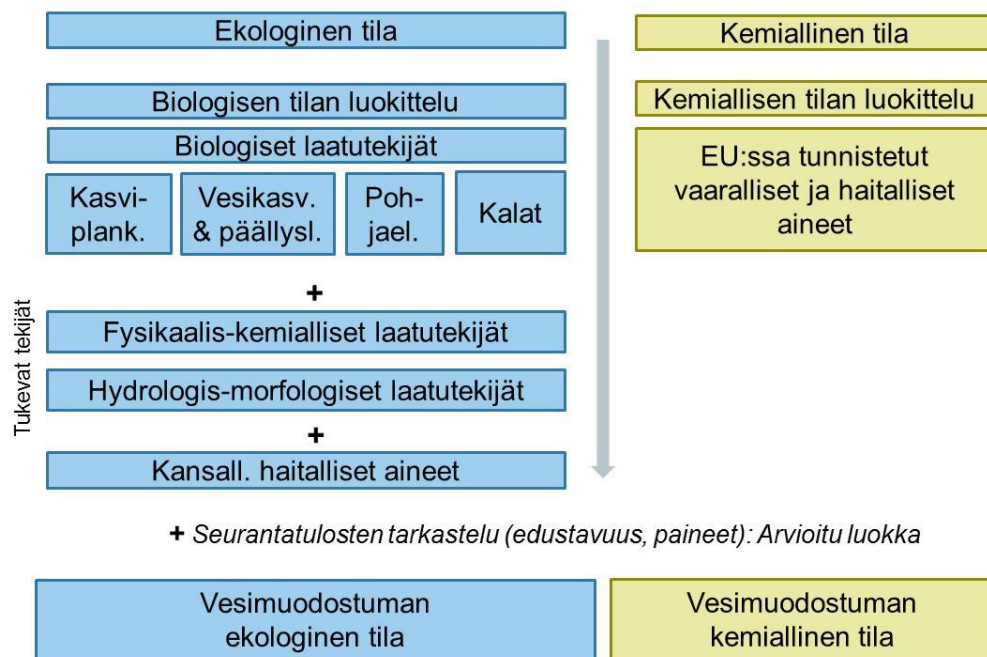 Ekologinen tila
Kemiallinen tila
Biologisen tilan luokittelu
Kemiallisen tilan luokittelu
Biologiset laatutekijät
EU:ssa tunnistetut
vaaralliset ja haitalliset
aineet
Kasvi-
plank.
Vesikasv.
& päällysl.
Poh-
jael.
Kalat
+
Tukevat tekijät
Fysikaalis-kemialliset laatutekijät
Hydrologis-morfologiset laatutekijät
+
Kansall. haitalliset aineet
+ Seurantatulosten tarkastelu (edustavuus, paineet): Arvioitu luokka
Vesimuodostuman
ekologinen tila
Vesimuodostuman
kemiallinen tila